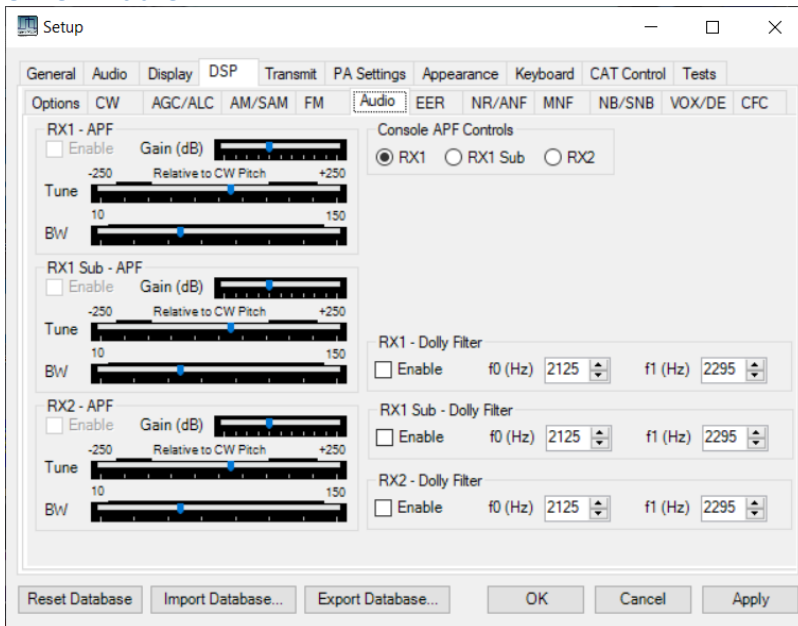 Setup
General Audio Display DSP Transmit PA Settings Appearance Keyboard CAT Control Tests
Options CW AGC/ALC AM/SAM FM Audio EER NR/ANF MNF NB/SNB VOX/DE CFC
RX1 - APF
Enable Gain (dB)
-250 Relative to CW Pitch +250
Tune
10 150
BW
Console APF Controls
RX1 RX1 Sub RX2
RX1 Sub - APF
Enable Gain (dB)
-250 Relative to CW Pitch +250
Tune
10 150
BW
RX1 - Dolly Filter
Enable f0 (Hz) 2125 f1 (Hz) 2295
RX2 - APF
Enable Gain (dB)
-250 Relative to CW Pitch +250
Tune
10 150
BW
RX1 Sub - Dolly Filter
Enable f0 (Hz) 2125 f1 (Hz) 2295
RX2 - Dolly Filter
Enable f0 (Hz) 2125 f1 (Hz) 2295
Reset Database Import Database... Export Database... OK Cancel Apply